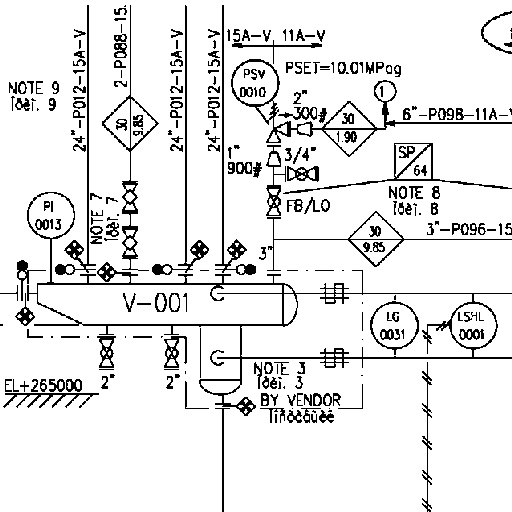 15A-V 11A-V
PSV
0010
PSET=10.01MPag
NOTE 9
Ïðèì. 9
24"-P012-15A-V
2-P088-15
24"-P012-15A-V
24"-P012-15A-V
2"
300#
1
6"-P098-11A-V
30
9.85
30
1.90
1"
900#
3/4"
SP
64
NOTE 8
Ïðèì. 8
FB/LO
PI
0013
NOTE 7
Ïðèì. 7
3"-P096-15
30
9.85
3"
V-001
LG
0031
LSHL
0001
2"
2"
NOTE 3
Ïðèì. 3
EL+265000
BY VENDOR